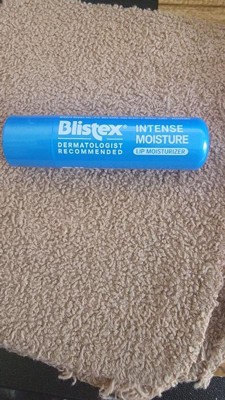 Blistex®
DERMATOLOGIST
RECOMMENDED
INTENSE
MOISTURE
LIP MOISTURIZER